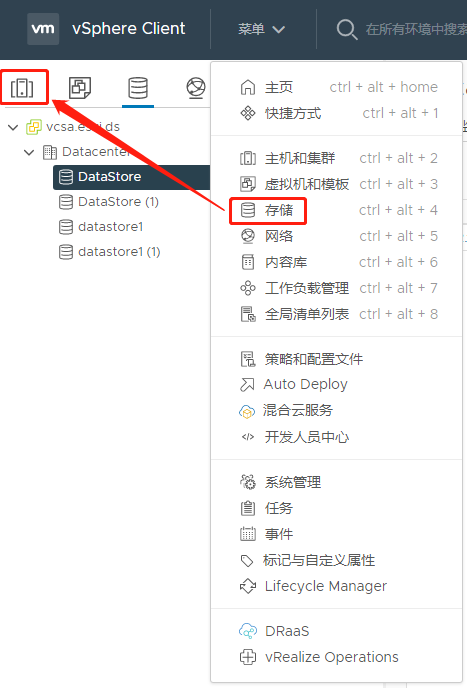 vm vSphere Client 菜单 在所有环境中搜索
vcsa.esxi.ds
Datacenter
DataStore
DataStore (1)
datastore1
datastore1 (1)
主页 ctrl + alt + home
快捷方式 ctrl + alt + 1
主机和集群 ctrl + alt + 2
虚拟机和模板 ctrl + alt + 3
存储 ctrl + alt + 4
网络 ctrl + alt + 5
内容库 ctrl + alt + 6
工作负载管理 ctrl + alt + 7
全局清单列表 ctrl + alt + 8
策略和配置文件
Auto Deploy
混合云服务
开发人员中心
系统管理
任务
事件
标记与自定义属性
Lifecycle Manager
DRaaS
vRealize Operations